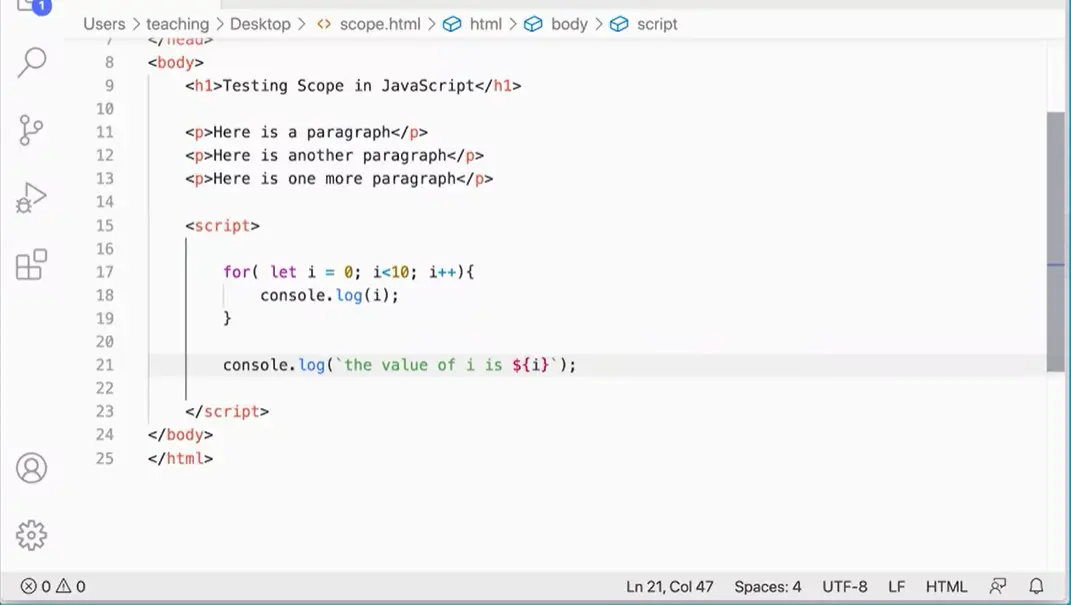 1
Users > teaching > Desktop > <> scope.html > html > body > script
7 </head>
8 <body>
9 <h1>Testing Scope in JavaScript</h1>
10
11 <p>Here is a paragraph</p>
12 <p>Here is another paragraph</p>
13 <p>Here is one more paragraph</p>
14
15 <script>
16
17 for( let i = 0; i<10; i++){
18 console.log(i);
19 }
20
21 console.log(`the value of i is ${i}`);
22
23 </script>
24 </body>
25 </html>
0 0 Ln 21, Col 47 Spaces: 4 UTF-8 LF HTML